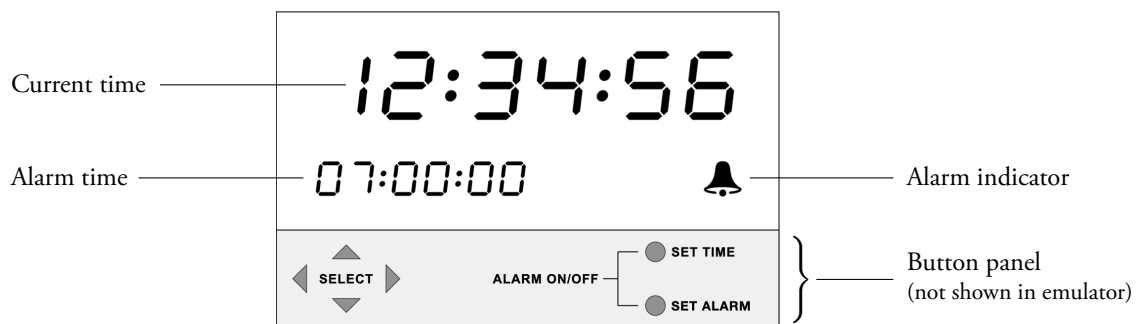 12:34:56
Current time
Alarm time
07:00:00
Alarm indicator
SELECT
ALARM ON/OFF
SET TIME
SET ALARM
Button panel
(not shown in emulator)